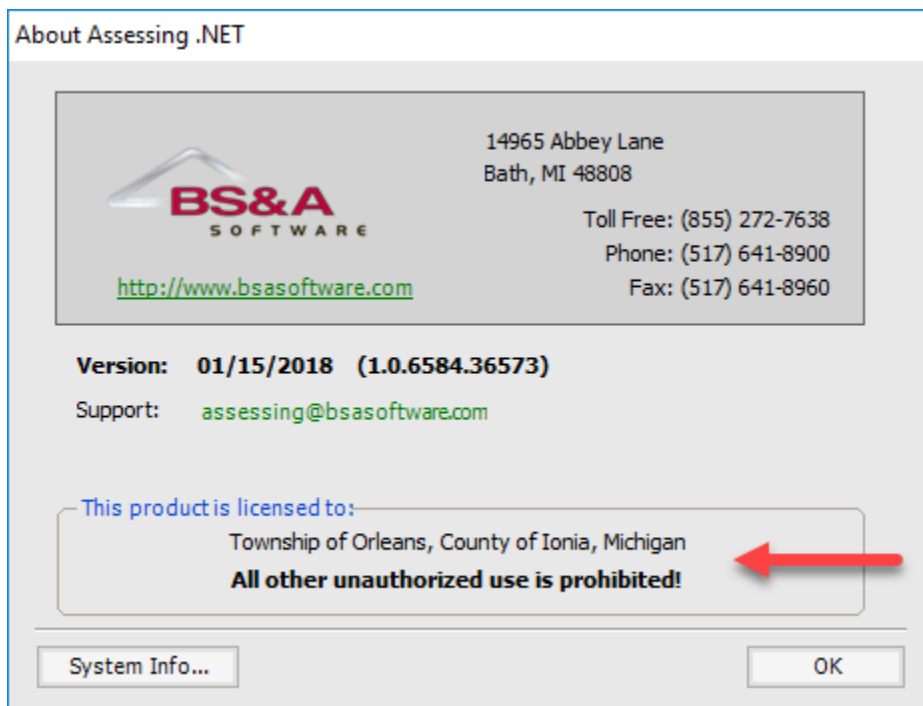 About Assessing .NET
BS&A
SOFTWARE
http://www.bsasoftware.com
14965 Abbey Lane
Bath, MI 48808
Toll Free: (855) 272-7638
Phone: (517) 641-8900
Fax: (517) 641-8960
Version: 01/15/2018 (1.0.6584.36573)
Support: assessing@bsasoftware.com
This product is licensed to:
Township of Orleans, County of Ionia, Michigan
All other unauthorized use is prohibited!
System Info...
OK